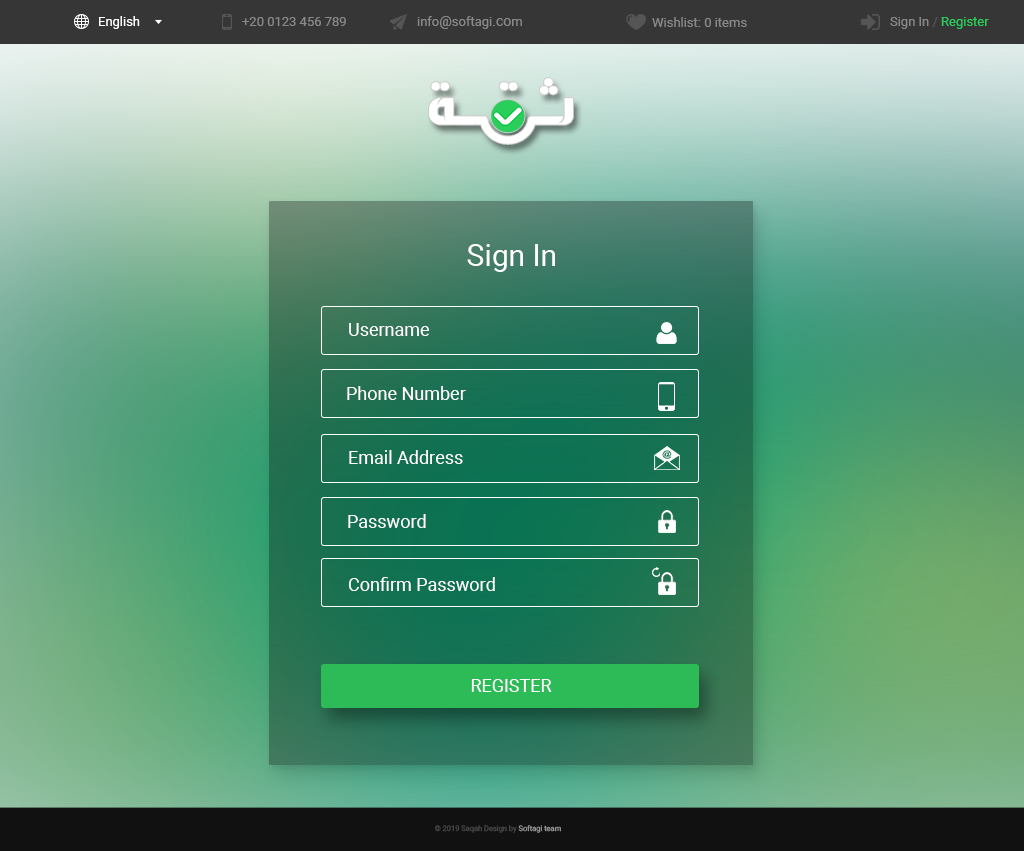 English
+20 0123 456 789
info@softagi.com
Wishlist: 0 items
Sign In / Register
ثقة
Sign In
Username
Phone Number
Email Address
Password
Confirm Password
REGISTER
© 2019 Saqah Design by Softagi team